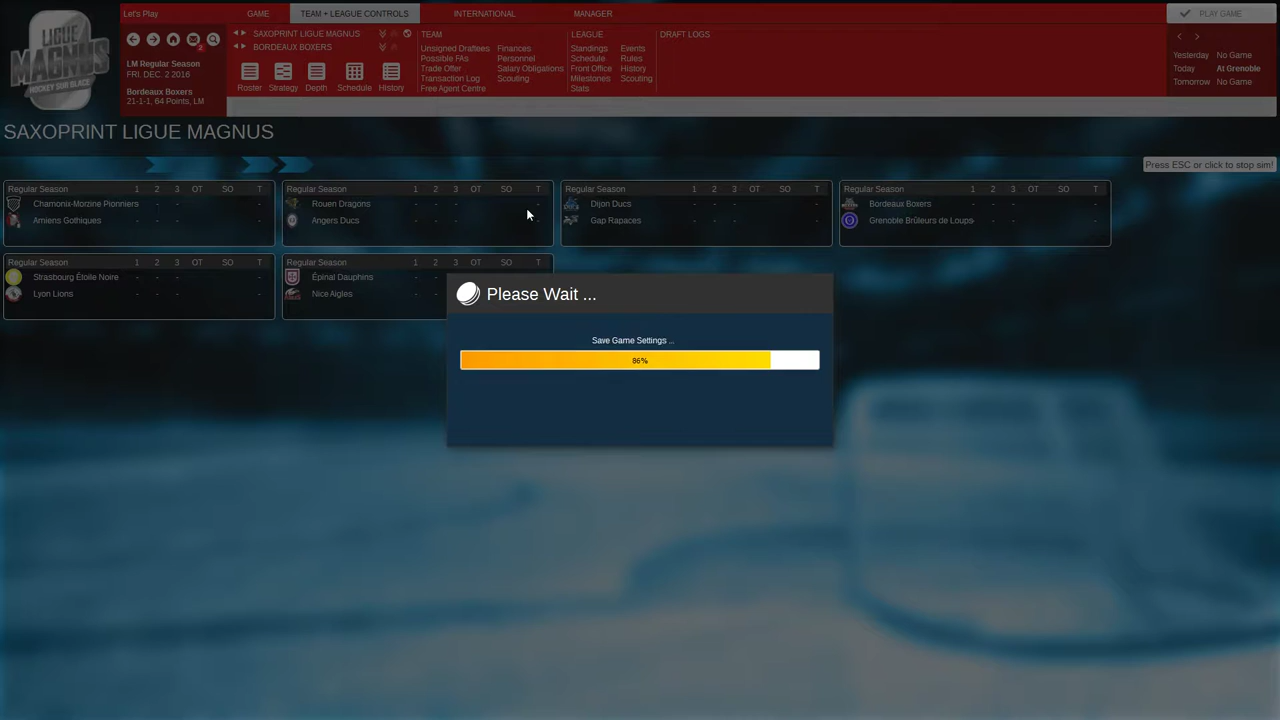 Let's Play
GAME
TEAM + LEAGUE CONTROLS
INTERNATIONAL
MANAGER
PLAY GAME
LIGUE
MAGNUS
HOCKEY SUR GLACE
2
LM Regular Season
FRI. DEC. 2 2016
Bordeaux Boxers
21-1-1, 64 Points, LM
SAXOPRINT LIGUE MAGNUS
BORDEAUX BOXERS
Roster
Strategy
Depth
Schedule
History
TEAM
Unsigned Draftees
Finances
Possible FAs
Personnel
Trade Offer
Salary Obligations
Transaction Log
Scouting
Free Agent Centre
LEAGUE
Standings
Events
Schedule
Rules
Front Office
History
Milestones
Scouting
Stats
DRAFT LOGS
Yesterday No Game
Today At Grenoble
Tomorrow No Game
SAXOPRINT LIGUE MAGNUS
Press ESC or click to stop sim!
Regular Season 1 2 3 OT SO T
Chamonix-Morzine Pionniers - - - -
Amiens Gothiques - - - -
Regular Season 1 2 3 OT SO T
Rouen Dragons - - - -
Angers Ducs - - - -
Regular Season 1 2 3 OT SO T
Dijon Ducs - - - -
Gap Rapaces - - - -
Regular Season 1 2 3 OT SO T
Bordeaux Boxers - - - -
Grenoble Brûleurs de Loups - - - -
Regular Season 1 2 3 OT SO T
Strasbourg Étoile Noire - - - -
Lyon Lions - - - -
Regular Season 1 2 3 OT SO T
Épinal Dauphins - -
Nice Aigles - -
Please Wait ...
Save Game Settings ...
86%